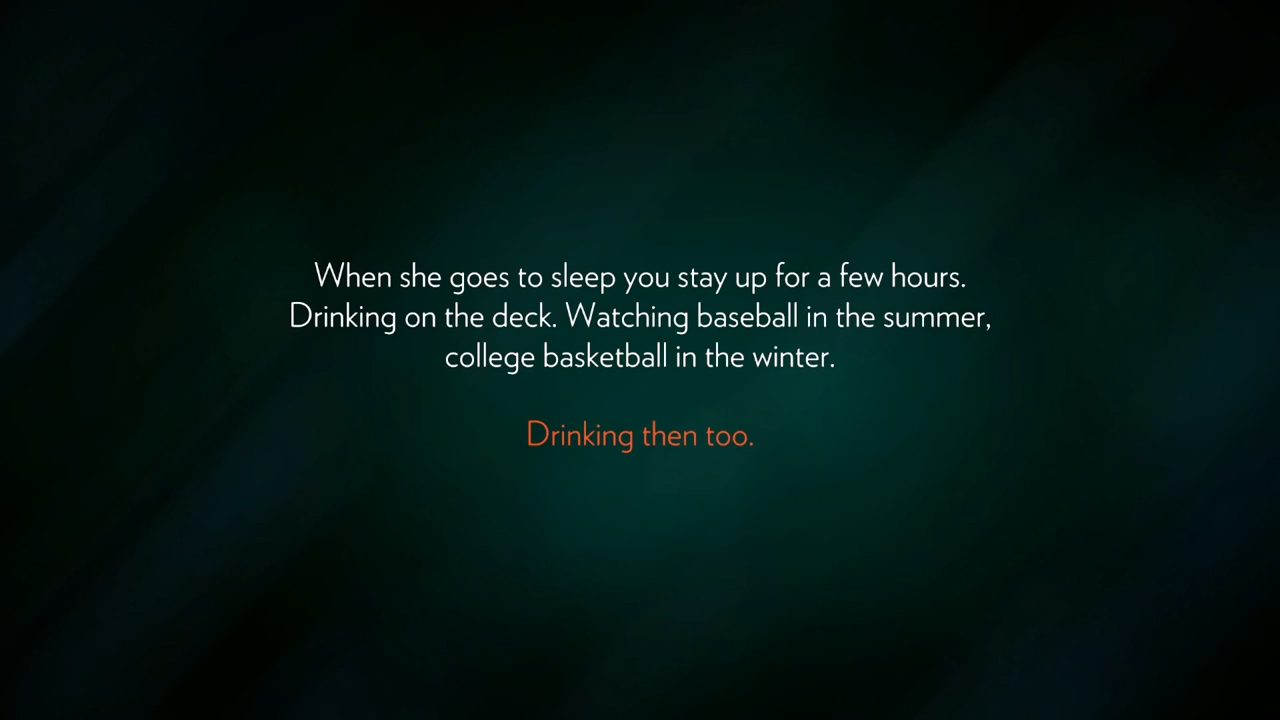 When she goes to sleep you stay up for a few hours.
Drinking on the deck. Watching baseball in the summer,
college basketball in the winter.
Drinking then too.